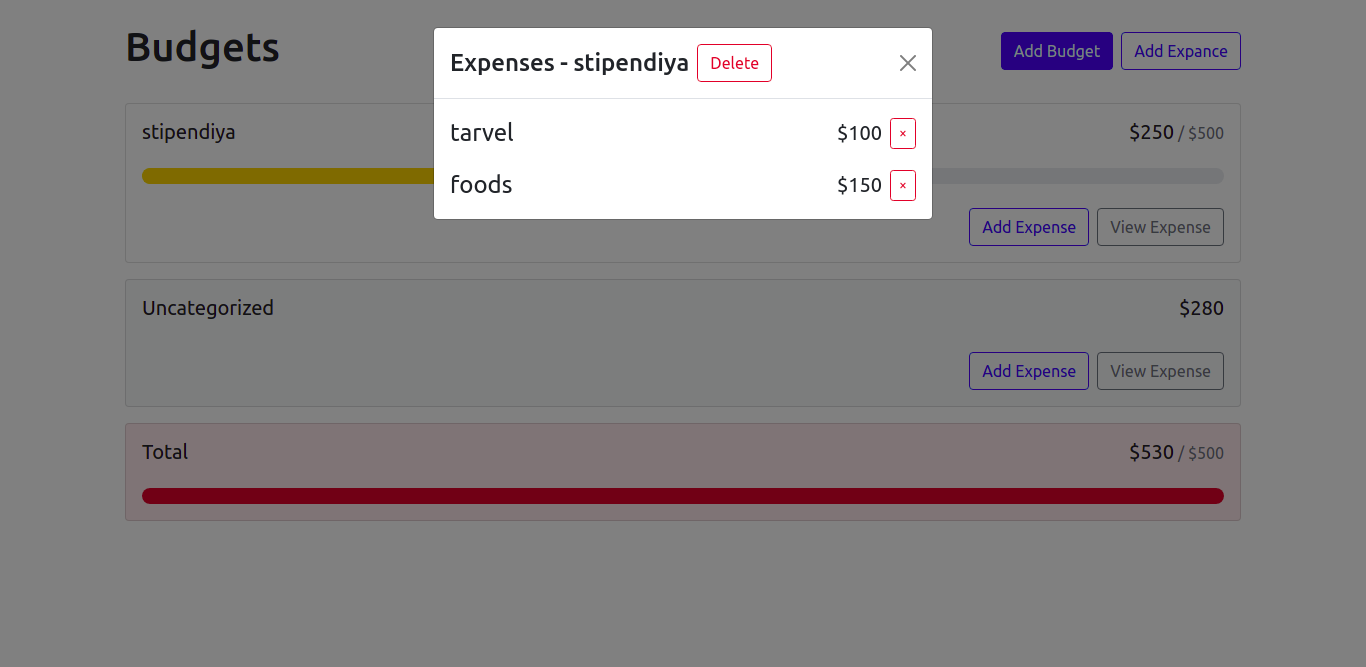 Budgets
Add Budget
Add Expance
Expenses - stipendiya
Delete
tarvel
$100
×
foods
$150
×
stipendiya
$250 / $500
Add Expense
View Expense
Uncategorized
$280
Add Expense
View Expense
Total
$530 / $500